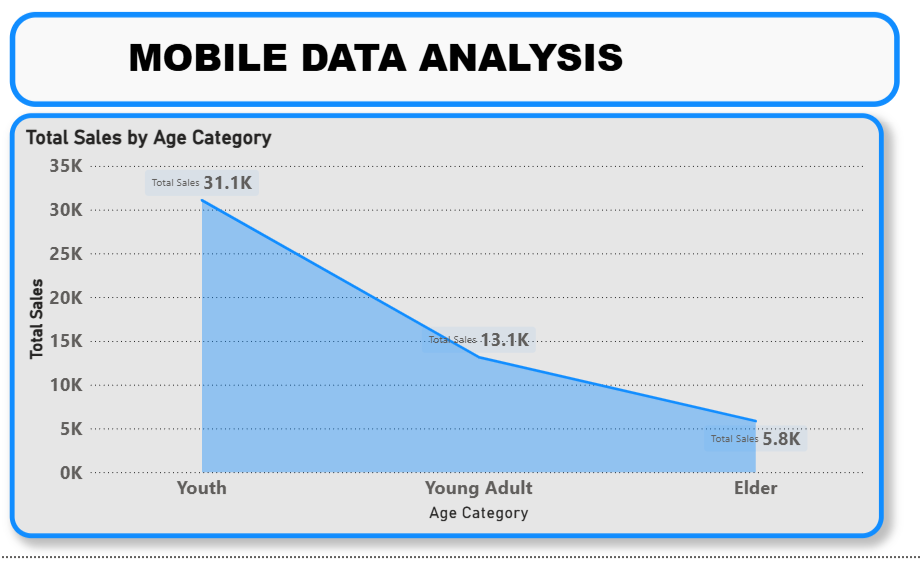 MOBILE DATA ANALYSIS
Total Sales by Age Category
35K
Total Sales 31.1K
30K
25K
20K
Total Sales
15K
Total Sales 13.1K
10K
5K
Total Sales 5.8K
0K
Youth Young Adult Elder
Age Category